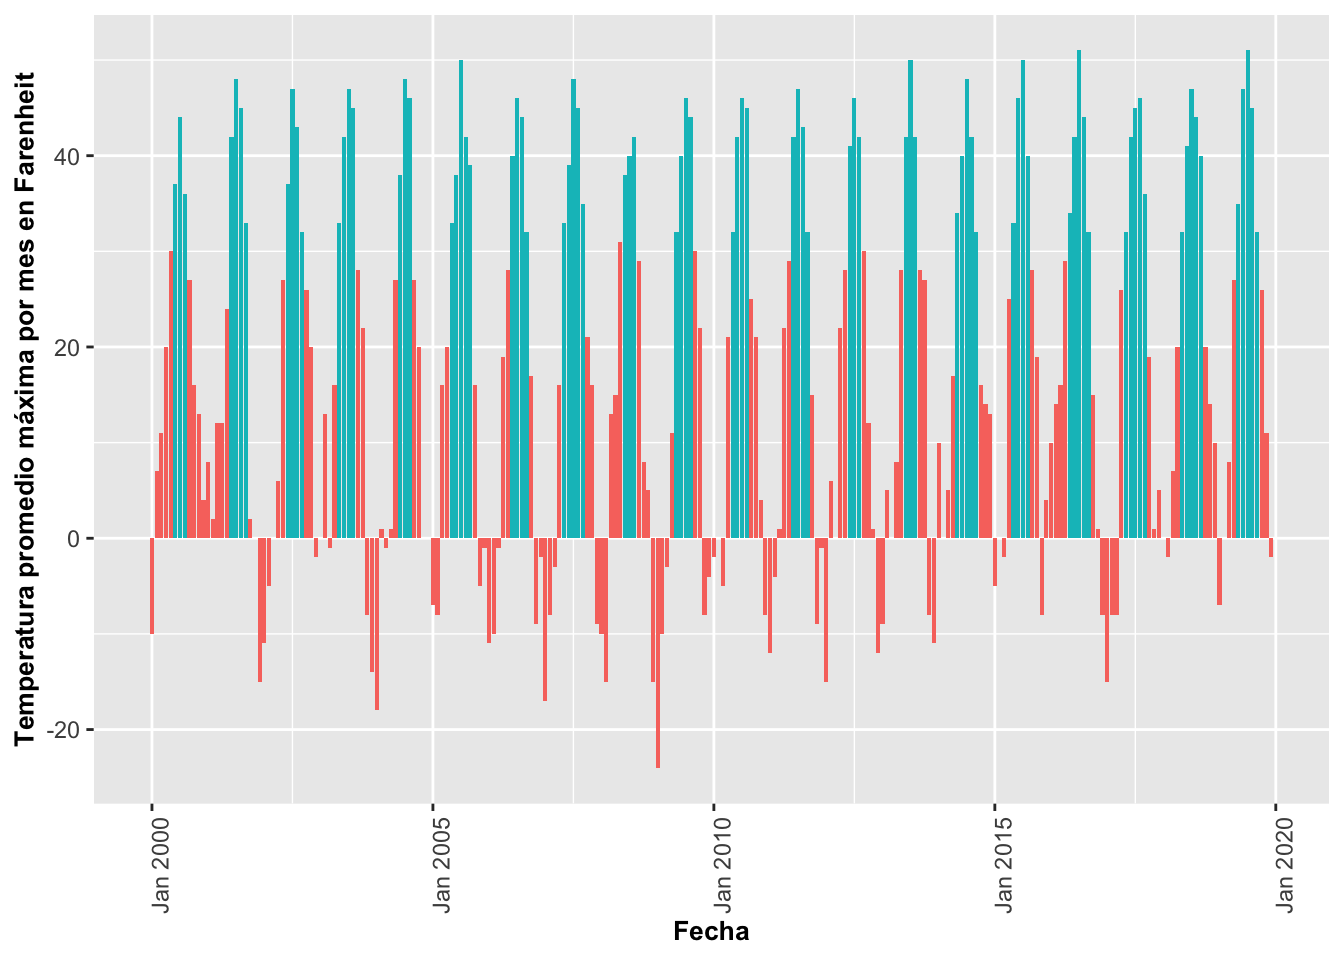 Temperatura promedio máxima por mes en Farenheit
40
20
0
-20
Jan 2000
Jan 2005
Jan 2010
Jan 2015
Jan 2020
Fecha